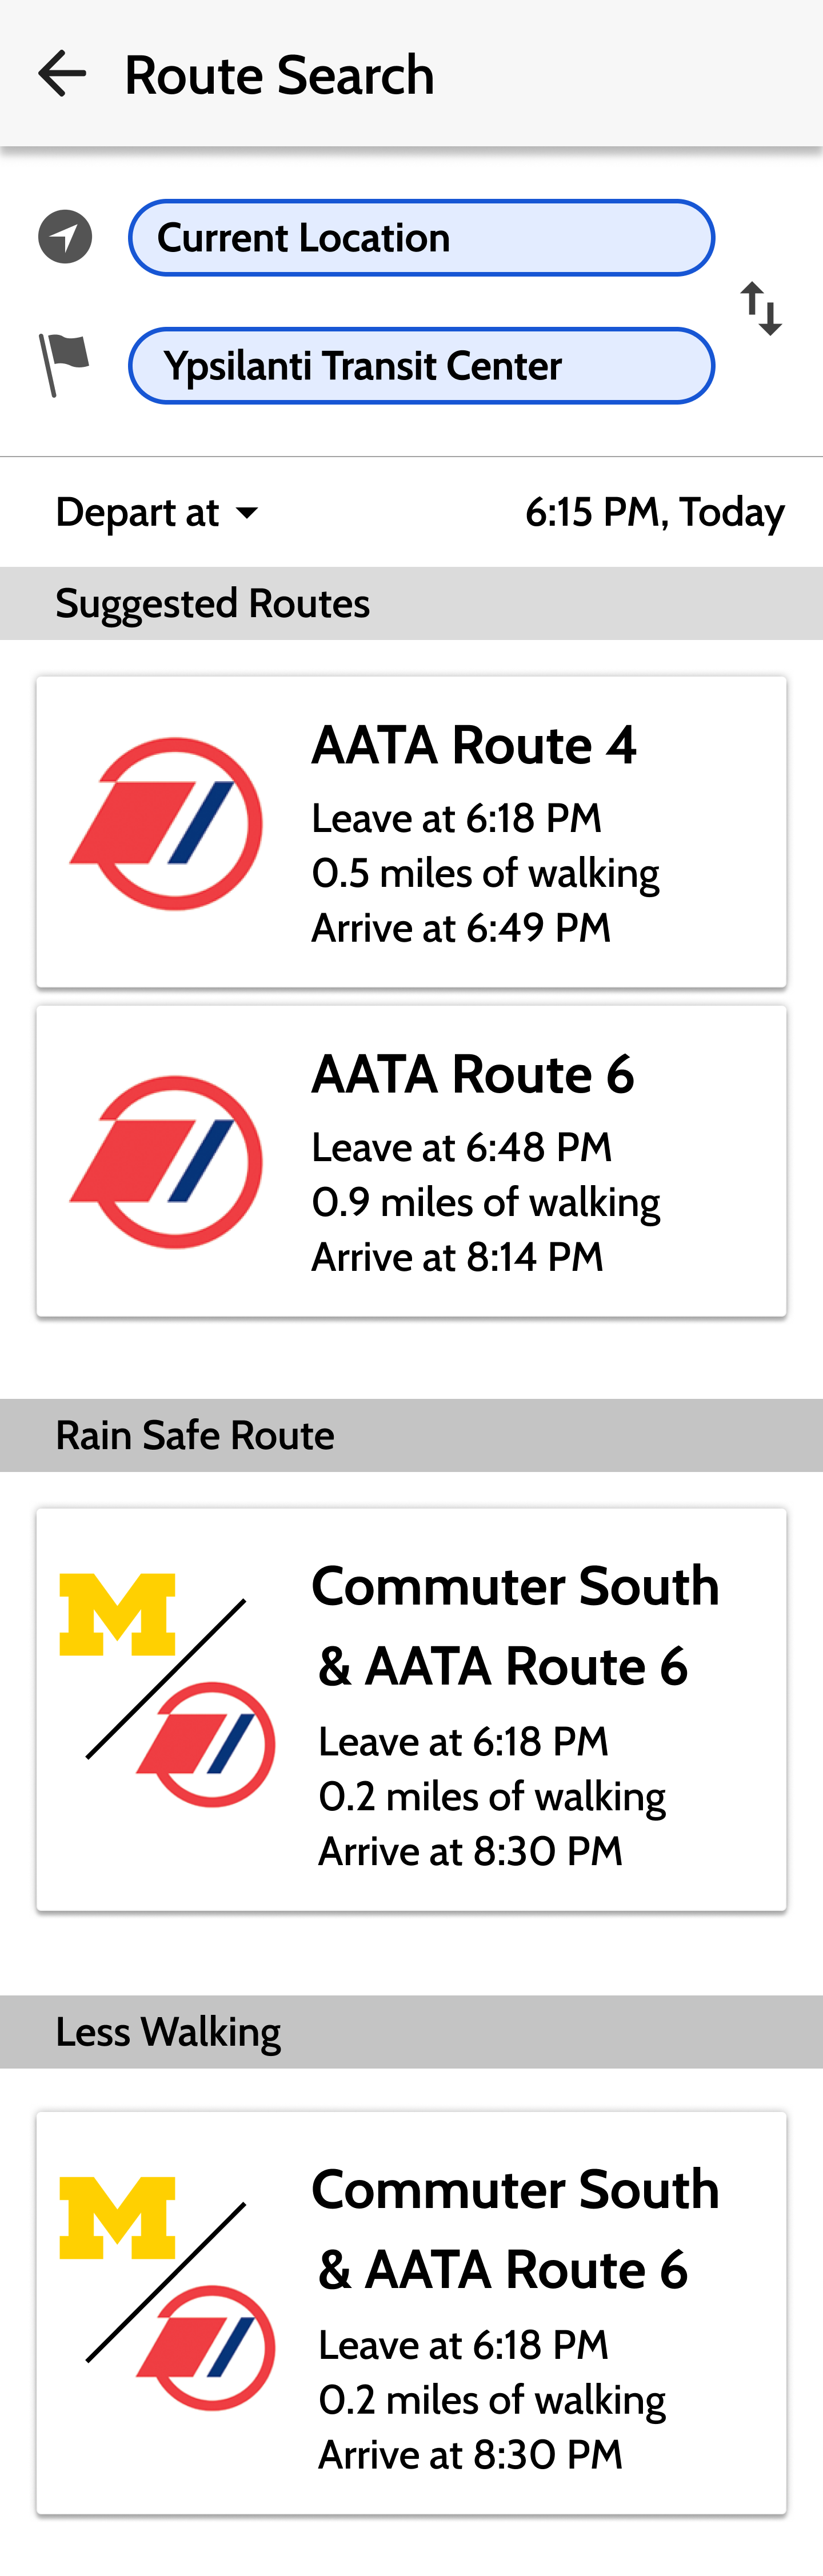 Route Search
Current Location
Ypsilanti Transit Center
Depart at
6:15 PM, Today
Suggested Routes
AATA Route 4
Leave at 6:18 PM
0.5 miles of walking
Arrive at 6:49 PM
AATA Route 6
Leave at 6:48 PM
0.9 miles of walking
Arrive at 8:14 PM
Rain Safe Route
M
Commuter South
& AATA Route 6
Leave at 6:18 PM
0.2 miles of walking
Arrive at 8:30 PM
Less Walking
M
Commuter South
& AATA Route 6
Leave at 6:18 PM
0.2 miles of walking
Arrive at 8:30 PM